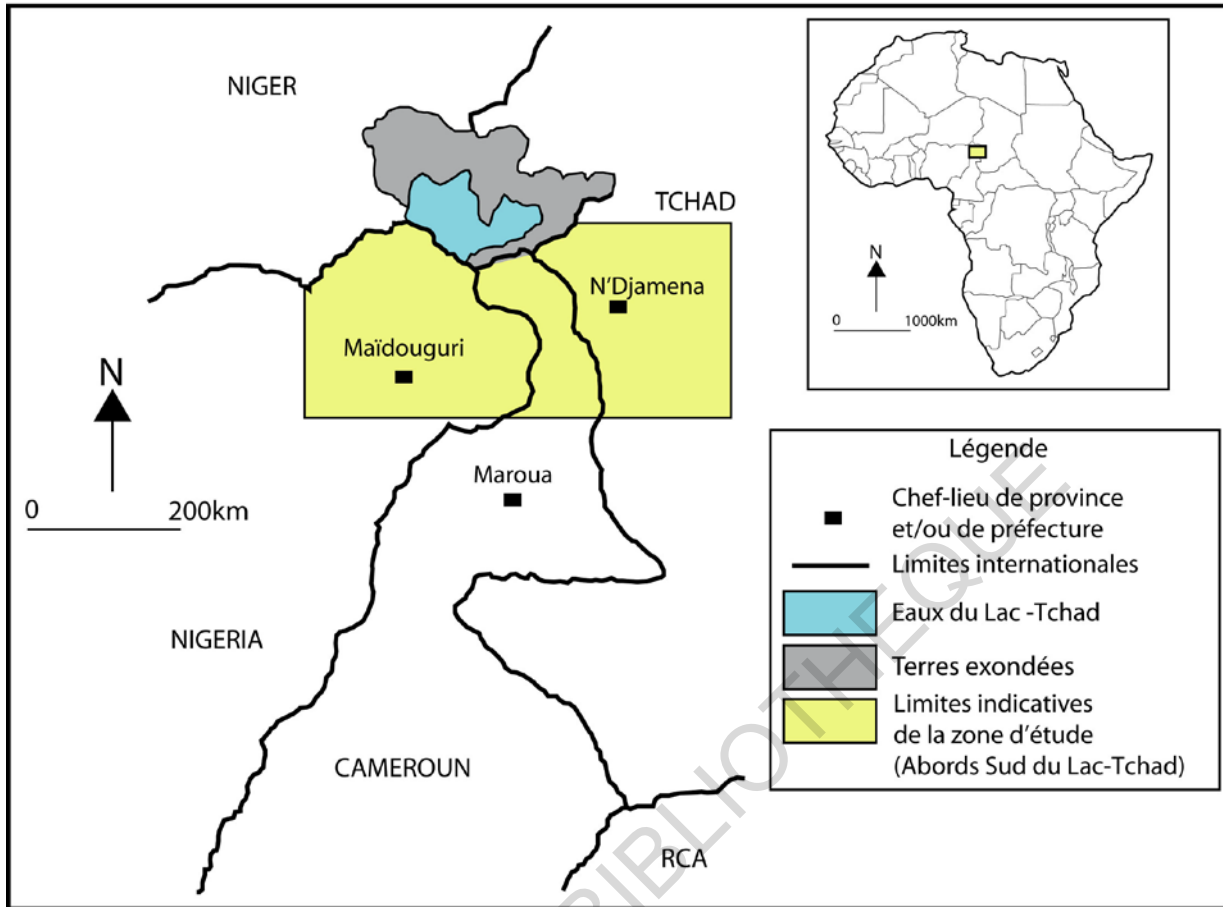 NIGER
TCHAD
N'Djamena
Maïdouguri
N
0 200km
Maroua
NIGERIA
CAMEROUN
RCA
N
0 1000km
Légende
Chef-lieu de province
et/ou de préfecture
Limites internationales
Eaux du Lac -Tchad
Terres exondées
Limites indicatives
de la zone d'étude
(Abords Sud du Lac-Tchad)
BIBLIOTHEQUE